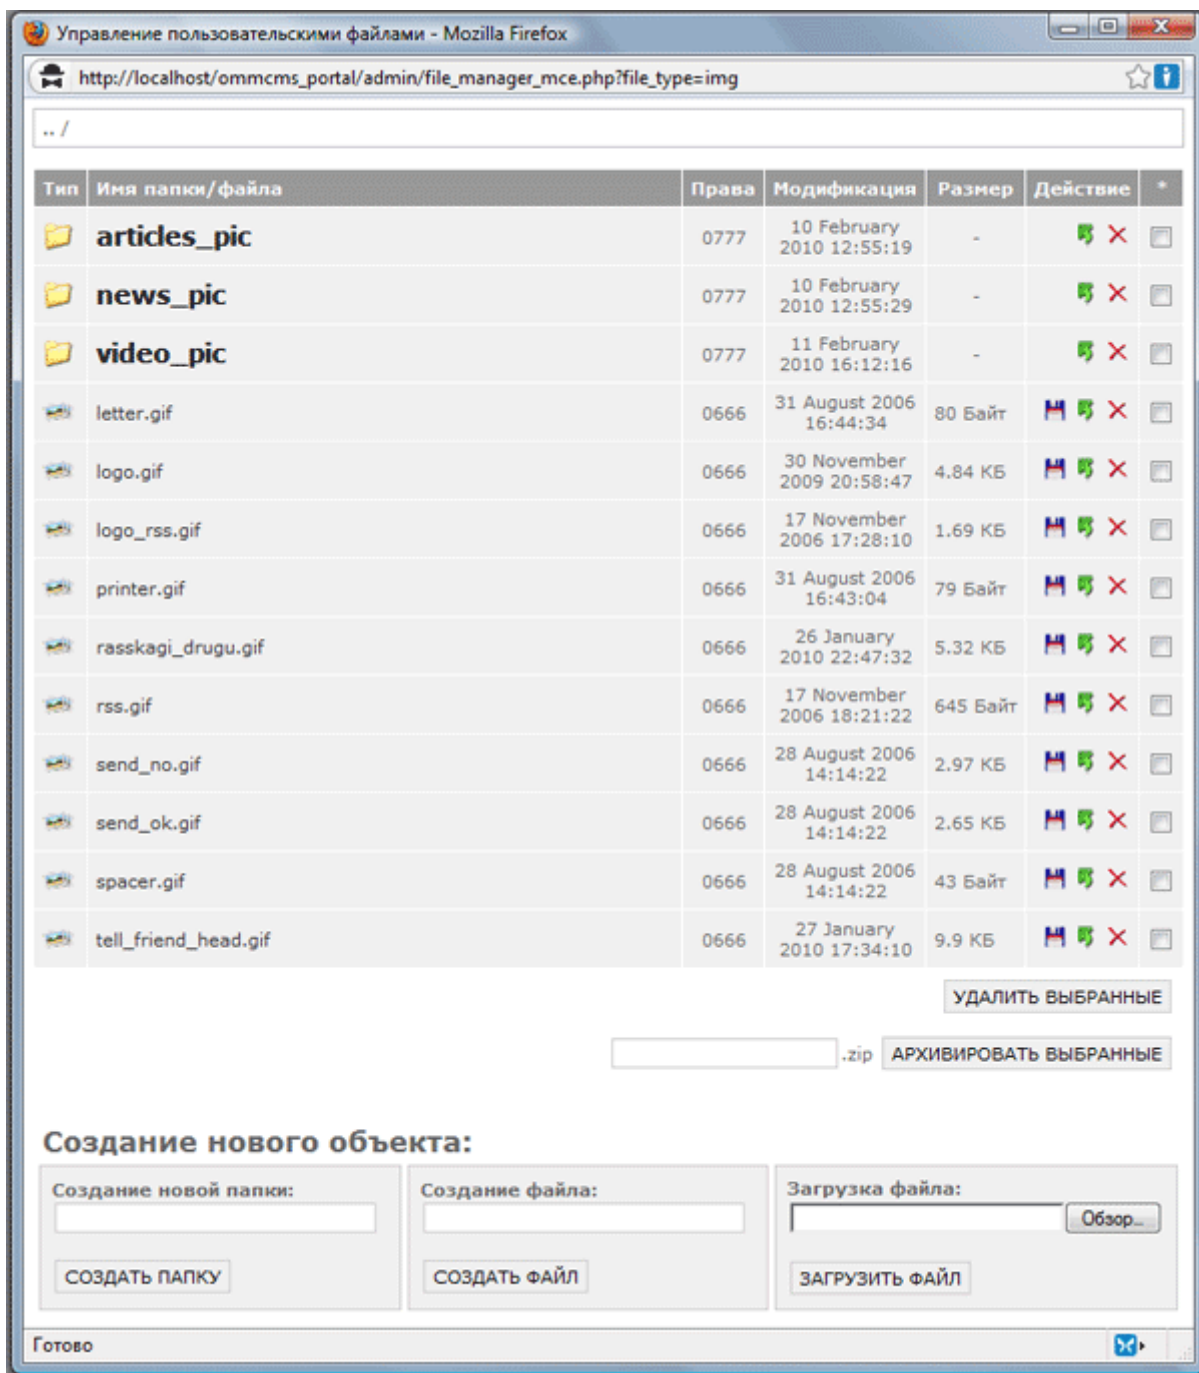 Управление пользовательскими файлами - Mozilla Firefox
http://localhost/ommcms_portal/admin/file_manager_mce.php?file_type=img
.. /
Тип Имя папки/файла Права Модификация Размер Действие *
articles_pic 0777 10 February 2010 12:55:19 -
news_pic 0777 10 February 2010 12:55:29 -
video_pic 0777 11 February 2010 16:12:16 -
letter.gif 0666 31 August 2006 16:44:34 80 Байт
logo.gif 0666 30 November 2009 20:58:47 4.84 КБ
logo_rss.gif 0666 17 November 2006 17:28:10 1.69 КБ
printer.gif 0666 31 August 2006 16:43:04 79 Байт
rasskagi_drugu.gif 0666 26 January 2010 22:47:32 5.32 КБ
rss.gif 0666 17 November 2006 18:21:22 645 Байт
send_no.gif 0666 28 August 2006 14:14:22 2.97 КБ
send_ok.gif 0666 28 August 2006 14:14:22 2.65 КБ
spacer.gif 0666 28 August 2006 14:14:22 43 Байт
tell_friend_head.gif 0666 27 January 2010 17:34:10 9.9 КБ
УДАЛИТЬ ВЫБРАННЫЕ
.zip АРХИВИРОВАТЬ ВЫБРАННЫЕ
Создание нового объекта:
Создание новой папки: Создание файла: Загрузка файла:
Обзор...
СОЗДАТЬ ПАПКУ СОЗДАТЬ ФАЙЛ ЗАГРУЗИТЬ ФАЙЛ
Готово